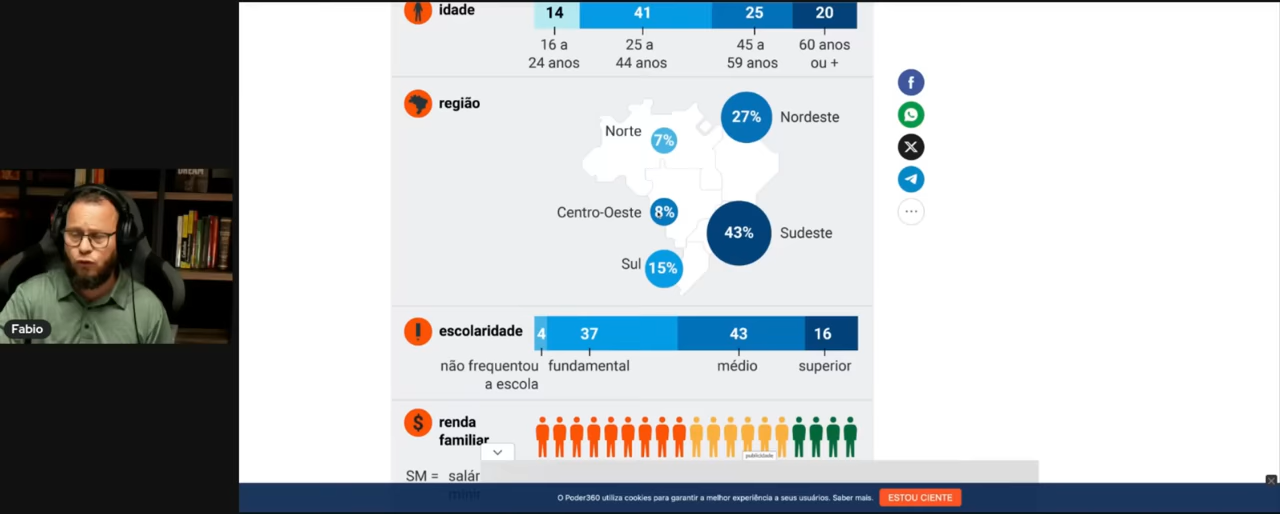 idade
14 41 25 20
16 a 25 a 45 a 60 anos
24 anos 44 anos 59 anos ou +
região
27% Nordeste
Norte 7%
Centro-Oeste 8%
43% Sudeste
Sul 15%
escolaridade 4 37 43 16
não frequentou fundamental médio superior
a escola
$ renda
familiar
publicidade
SM = salár
O Poder360 utiliza cookies para garantir a melhor experiência a seus usuários. Saber mais. ESTOU CIENTE
Fabio
DREAM